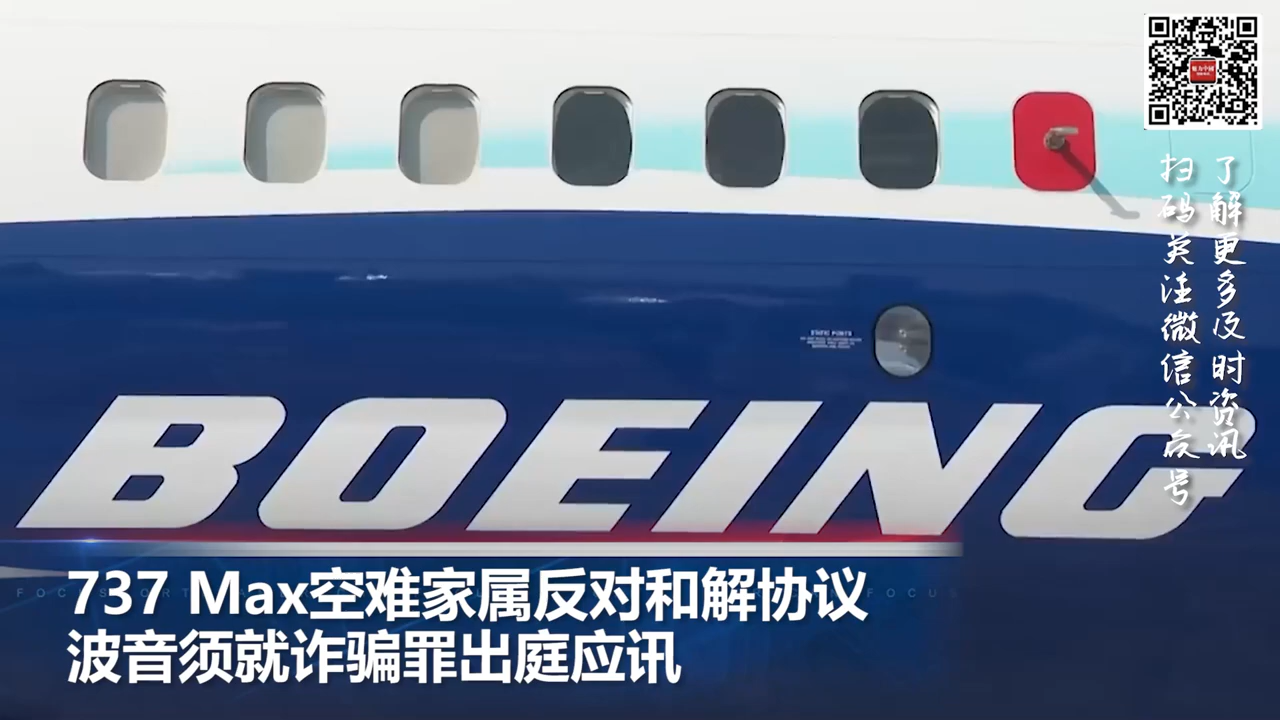 了解更多及时资讯
扫码关注微信公众号
STATIC PORTS
BOEING
737 Max空难家属反对和解协议
波音须就诈骗罪出庭应讯